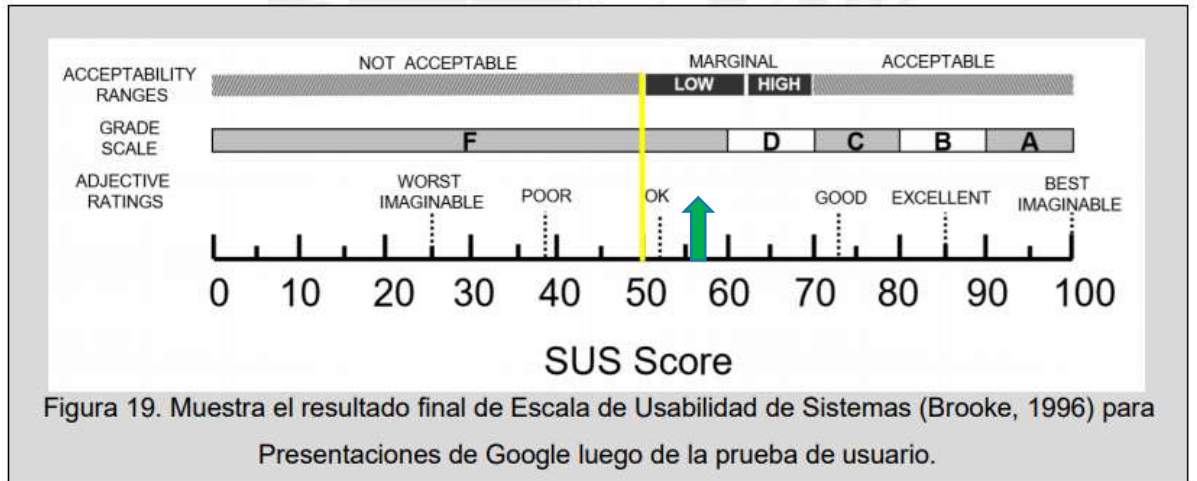 NOT ACCEPTABLE MARGINAL ACCEPTABLE
ACCEPTABILITY RANGES LOW HIGH
GRADE SCALE F D C B A
ADJECTIVE RATINGS WORST IMAGINABLE POOR OK GOOD EXCELLENT BEST IMAGINABLE
0 10 20 30 40 50 60 70 80 90 100
SUS Score
Figura 19. Muestra el resultado final de Escala de Usabilidad de Sistemas (Brooke, 1996) para
Presentaciones de Google luego de la prueba de usuario.